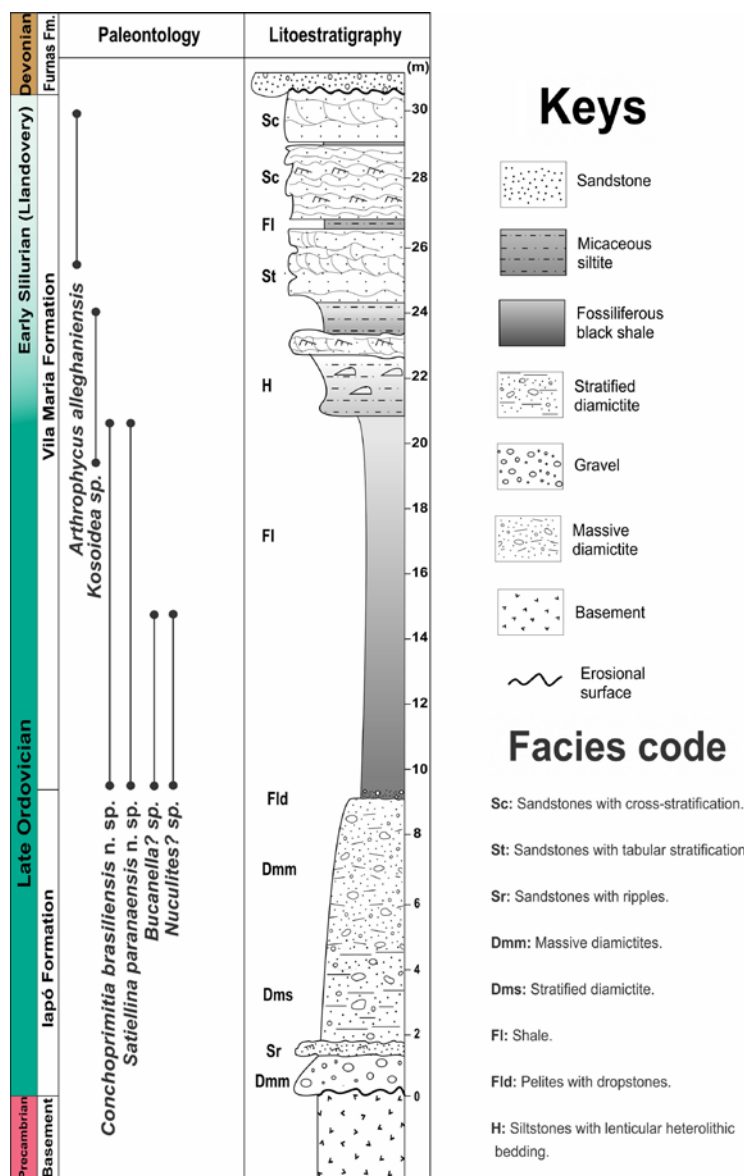 Paleontology
Litoestratigraphy
(m)
Devonian
Furnas Fm.
Early Slilurian (Llandovery)
Vila Maria Formation
Late Ordovician
Iapó Formation
Precambrian
Basement
Arthrophycus alleghaniensis
Kosoidea sp.
Conchoprimitia brasiliensis n. sp.
Satiellina paranaensis n. sp.
Bucanella? sp.
Nuculites? sp.
Sc
Sc
Fl
St
H
Fl
Fld
Dmm
Dms
Sr
Dmm
30
28
26
24
22
20
18
16
14
12
10
8
6
4
2
0
Keys
Sandstone
Micaceous
siltite
Fossiliferous
black shale
Stratified
diamictite
Gravel
Massive
diamictite
Basement
Erosional
surface
Facies code
Sc: Sandstones with cross-stratification.
St: Sandstones with tabular stratification
Sr: Sandstones with ripples.
Dmm: Massive diamictites.
Dms: Stratified diamictite.
Fl: Shale.
Fld: Pelites with dropstones.
H: Siltstones with lenticular heterolithic
bedding.